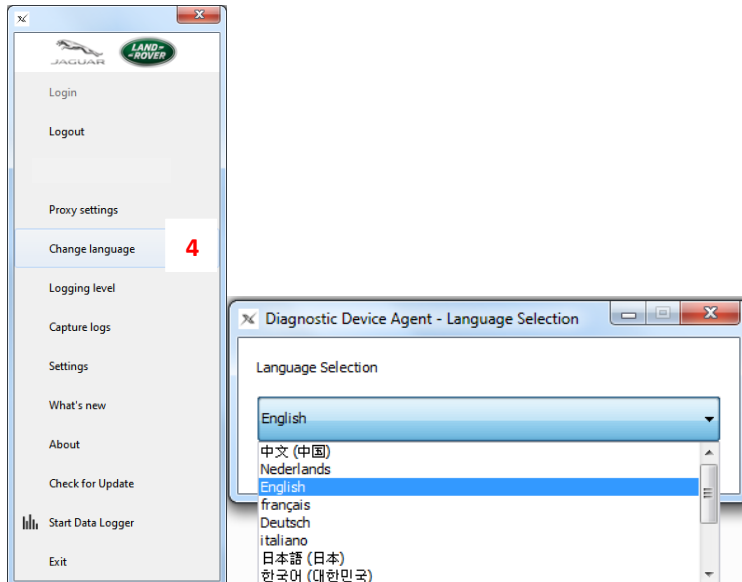 JAGUAR
LAND-
-ROVER
Login
Logout
Proxy settings
Change language
4
Logging level
Capture logs
Settings
What's new
About
Check for Update
Start Data Logger
Exit
Diagnostic Device Agent - Language Selection
Language Selection
English
中文 (中国)
Nederlands
English
français
Deutsch
italiano
日本語 (日本)
한국어 (대한민국)